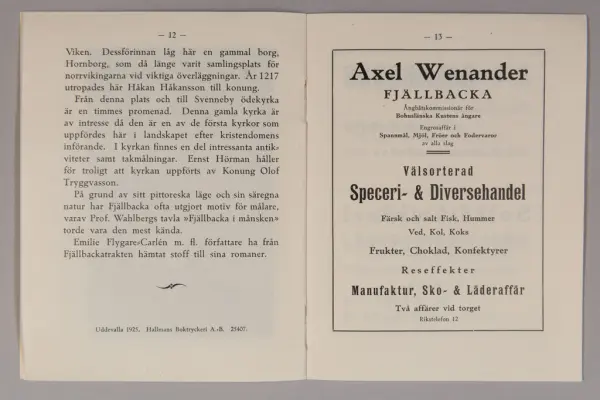 — 12 —
Viken. Dessförinnan låg här en gammal borg,
Hornborg, som då länge varit samlingsplats för
norrvikingarna vid viktiga överläggningar. År 1217
utropades här Håkan Håkansson till konung.
Från denna plats och till Svenneby ödekyrka
är en timmes promenad. Denna gamla kyrka är
av intresse då den är en av de första kyrkor som
uppfördes här i landskapet efter kristendomens
införande. I kyrkan finnes en del intressanta antik-
viteter samt takmålningar. Ernst Hörman håller
för troligt att kyrkan uppförts av Konung Olof
Tryggvasson.
På grund av sitt pittoreska läge och sin säregna
natur har Fjällbacka ofta utgjort motiv för målare,
varav Prof. Wahlbergs tavla »Fjällbacka i månsken»
torde vara den mest kända.
Emilie Flygare-Carlén m. fl. författare ha från
Fjällbackatrakten hämtat stoff till sina romaner.
Uddevalla 1925. Hallmans Boktryckeri A.-B. 25407.
— 13 —
Axel Wenander
FJÄLLBACKA
Ångbåtskommissionär för
Bohuslänska Kustens ångare
Engrosaffär i
Spannmål, Mjöl, Fröer och Fodervaror
av alla slag
Välsorterad
Speceri- & Diversehandel
Färsk och salt Fisk, Hummer
Ved, Kol, Koks
Frukter, Choklad, Konfektyrer
Reseffekter
Manufaktur, Sko- & Läderaffär
Två affärer vid torget
Rikstelefon 12